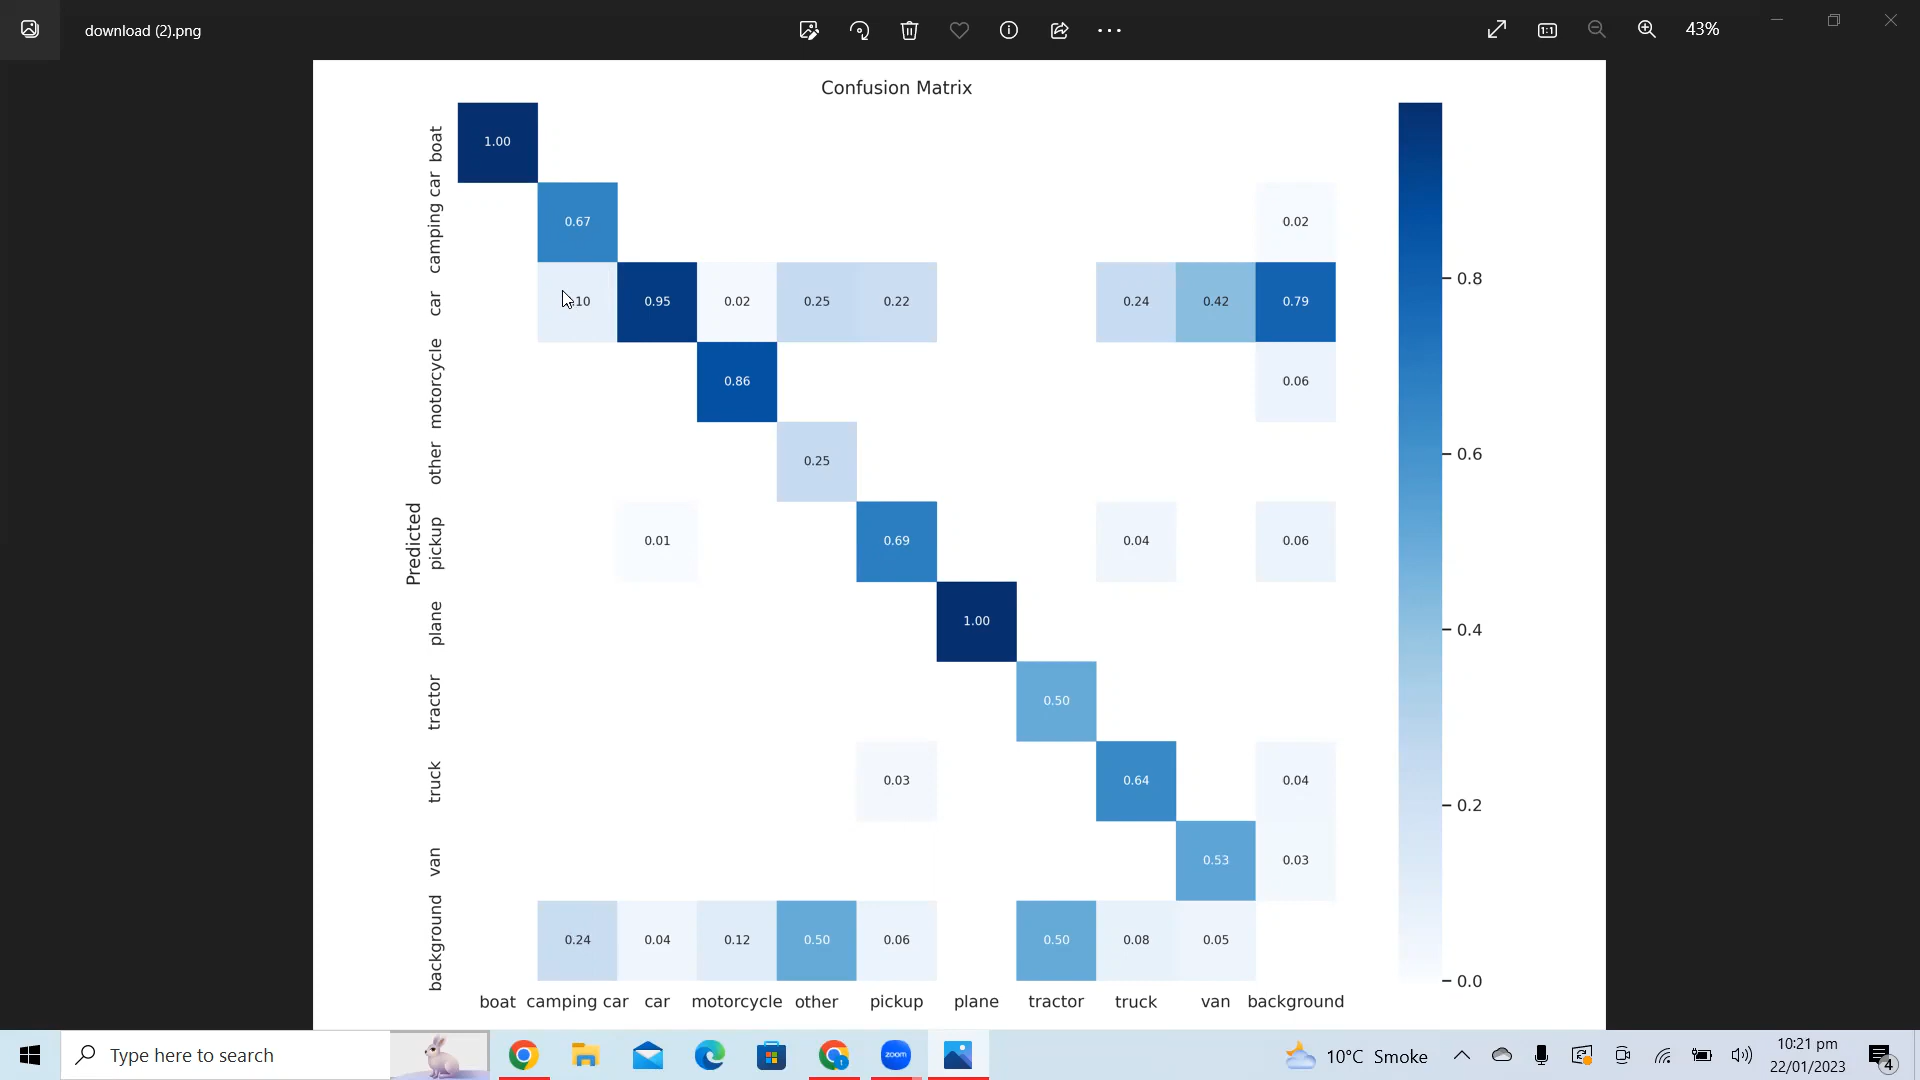 download (2).png
43%
Confusion Matrix
boat 1.00
camping car 0.67 0.02
car .10 0.95 0.02 0.25 0.22 0.24 0.42 0.79
motorcycle 0.86 0.06
other 0.25
pickup 0.01 0.69 0.04 0.06
Predicted
plane 1.00
tractor 0.50
truck 0.03 0.64 0.04
van 0.53 0.03
background 0.24 0.04 0.12 0.50 0.06 0.50 0.08 0.05
boat camping car car motorcycle other pickup plane tractor truck van background
0.8
0.6
0.4
0.2
0.0
Type here to search
zoom
10°C Smoke
10:21 pm
22/01/2023
4